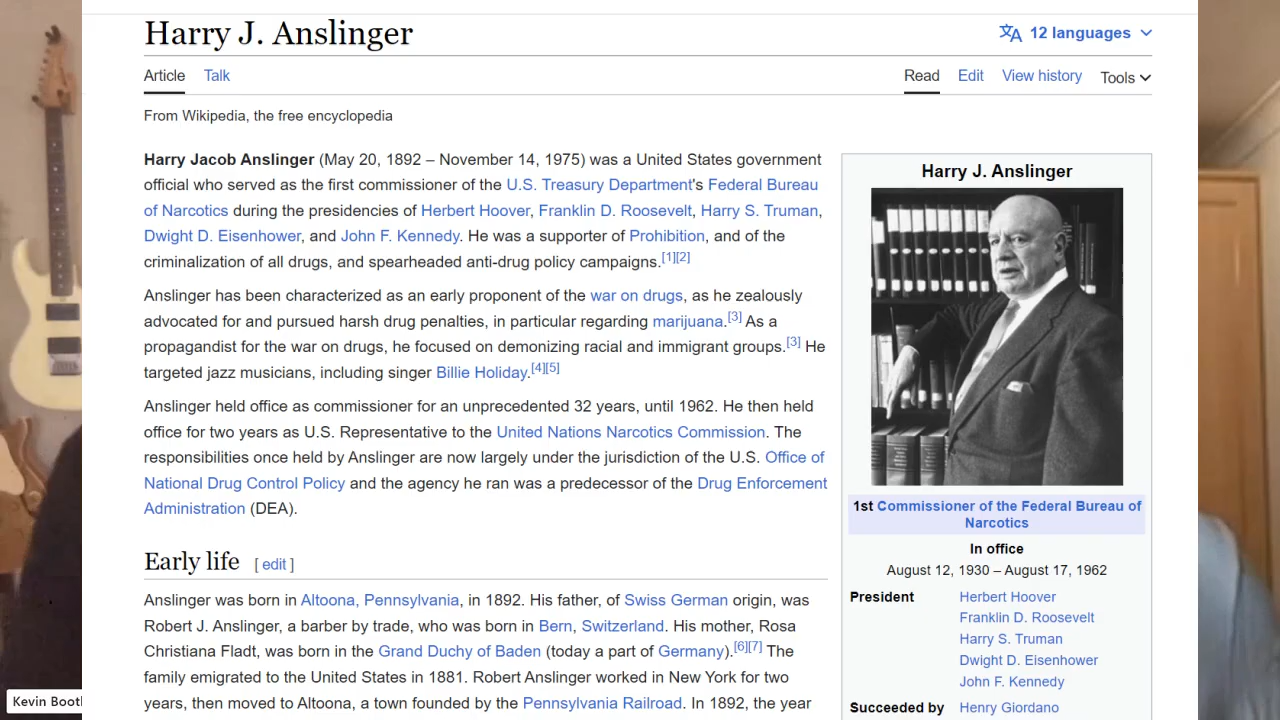 Harry J. Anslinger
12 languages
Article Talk
Read Edit View history Tools
From Wikipedia, the free encyclopedia
Harry Jacob Anslinger (May 20, 1892 – November 14, 1975) was a United States government
official who served as the first commissioner of the U.S. Treasury Department's Federal Bureau
of Narcotics during the presidencies of Herbert Hoover, Franklin D. Roosevelt, Harry S. Truman,
Dwight D. Eisenhower, and John F. Kennedy. He was a supporter of Prohibition, and of the
criminalization of all drugs, and spearheaded anti-drug policy campaigns.[1][2]
Anslinger has been characterized as an early proponent of the war on drugs, as he zealously
advocated for and pursued harsh drug penalties, in particular regarding marijuana.[3] As a
propagandist for the war on drugs, he focused on demonizing racial and immigrant groups.[3] He
targeted jazz musicians, including singer Billie Holiday.[4][5]
Anslinger held office as commissioner for an unprecedented 32 years, until 1962. He then held
office for two years as U.S. Representative to the United Nations Narcotics Commission. The
responsibilities once held by Anslinger are now largely under the jurisdiction of the U.S. Office of
National Drug Control Policy and the agency he ran was a predecessor of the Drug Enforcement
Administration (DEA).
Early life [ edit ]
Anslinger was born in Altoona, Pennsylvania, in 1892. His father, of Swiss German origin, was
Robert J. Anslinger, a barber by trade, who was born in Bern, Switzerland. His mother, Rosa
Christiana Fladt, was born in the Grand Duchy of Baden (today a part of Germany).[6][7] The
family emigrated to the United States in 1881. Robert Anslinger worked in New York for two
years, then moved to Altoona, a town founded by the Pennsylvania Railroad. In 1892, the year
Harry J. Anslinger
1st Commissioner of the Federal Bureau of
Narcotics
In office
August 12, 1930 – August 17, 1962
President Herbert Hoover
Franklin D. Roosevelt
Harry S. Truman
Dwight D. Eisenhower
John F. Kennedy
Succeeded by Henry Giordano
Kevin